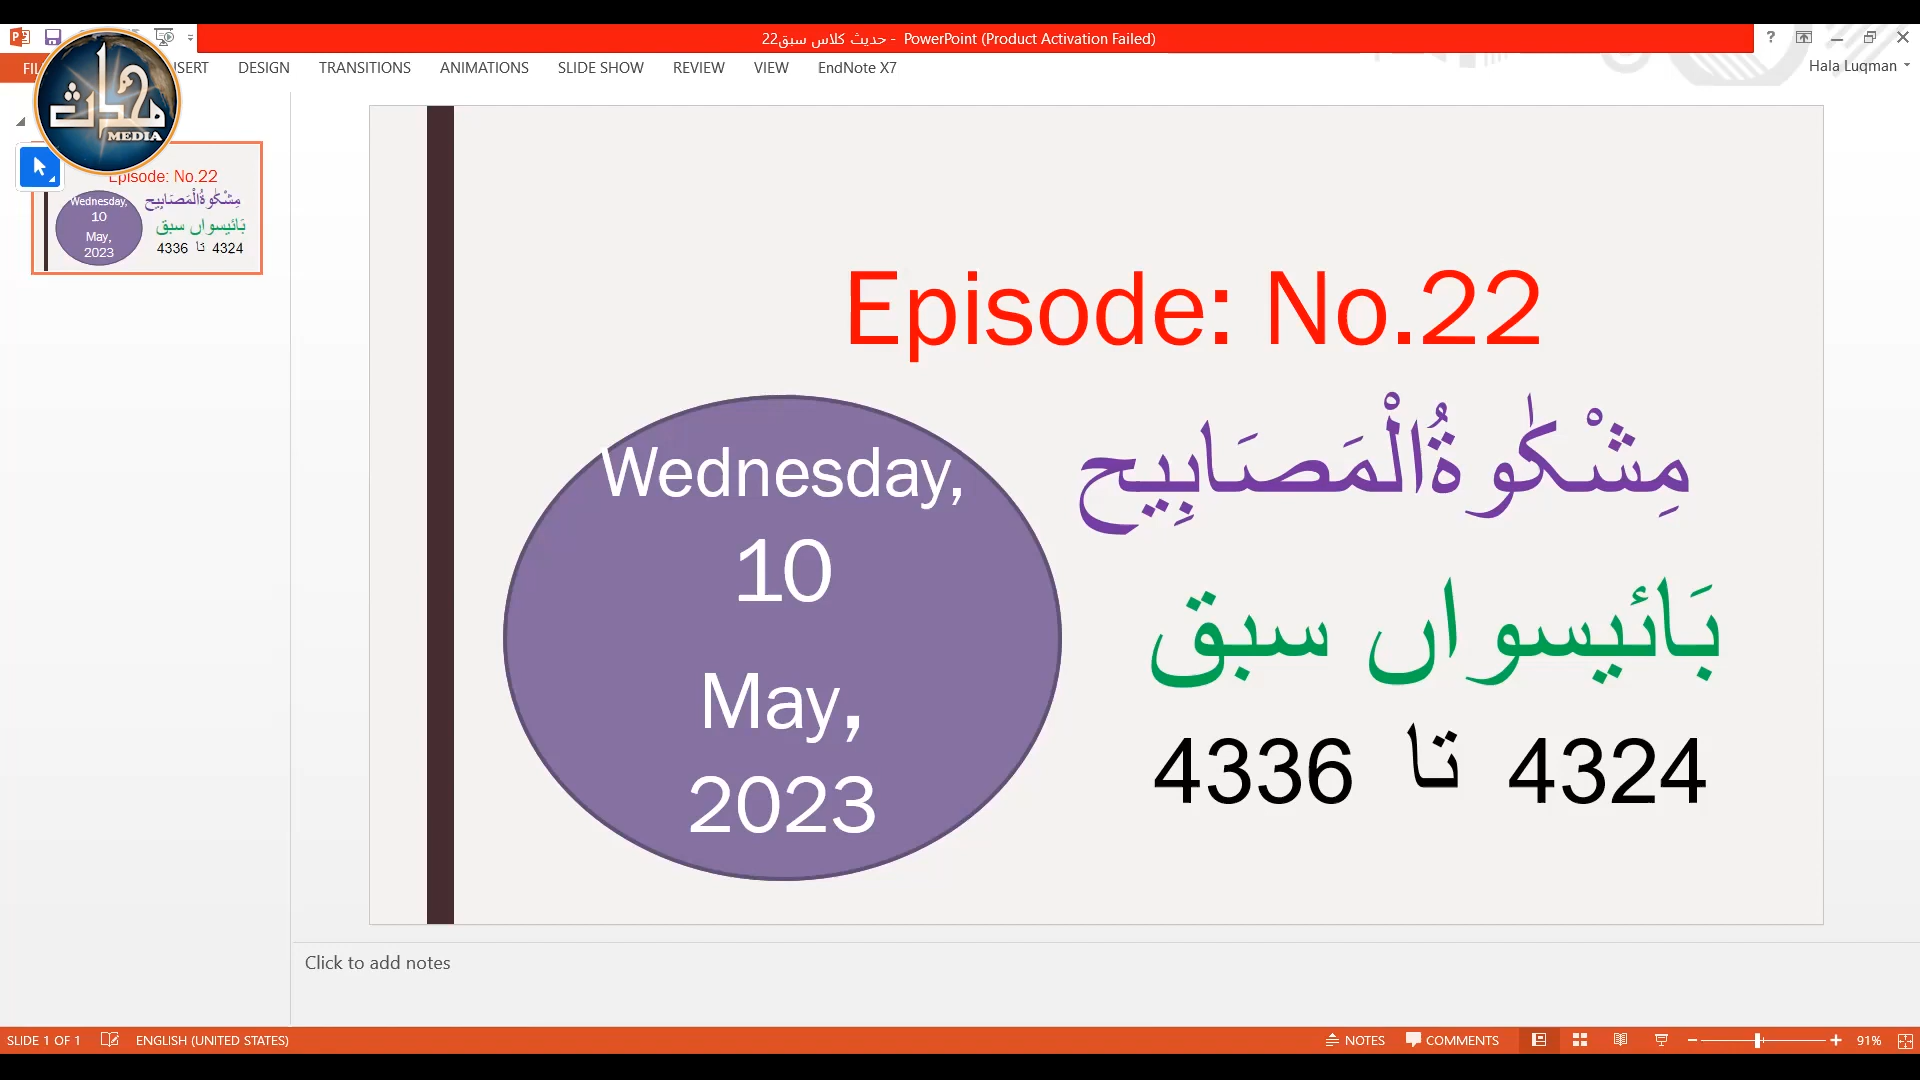 حدیث کلاس سبق22 - PowerPoint (Product Activation Failed)
SERT DESIGN TRANSITIONS ANIMATIONS SLIDE SHOW REVIEW VIEW EndNote X7
Hala Luqman
MEDIA
Episode: No.22
Wednesday,
10
May,
2023
مِشْكٰوةُالْمَصَابِيح
بَائیسواں سبق
4324 تا 4336
Episode: No.22
مِشْكٰوةُالْمَصَابِيح
Wednesday,
10
May,
2023
بَائیسواں سبق
4324 تا 4336
Click to add notes
SLIDE 1 OF 1 ENGLISH (UNITED STATES) NOTES COMMENTS 91%